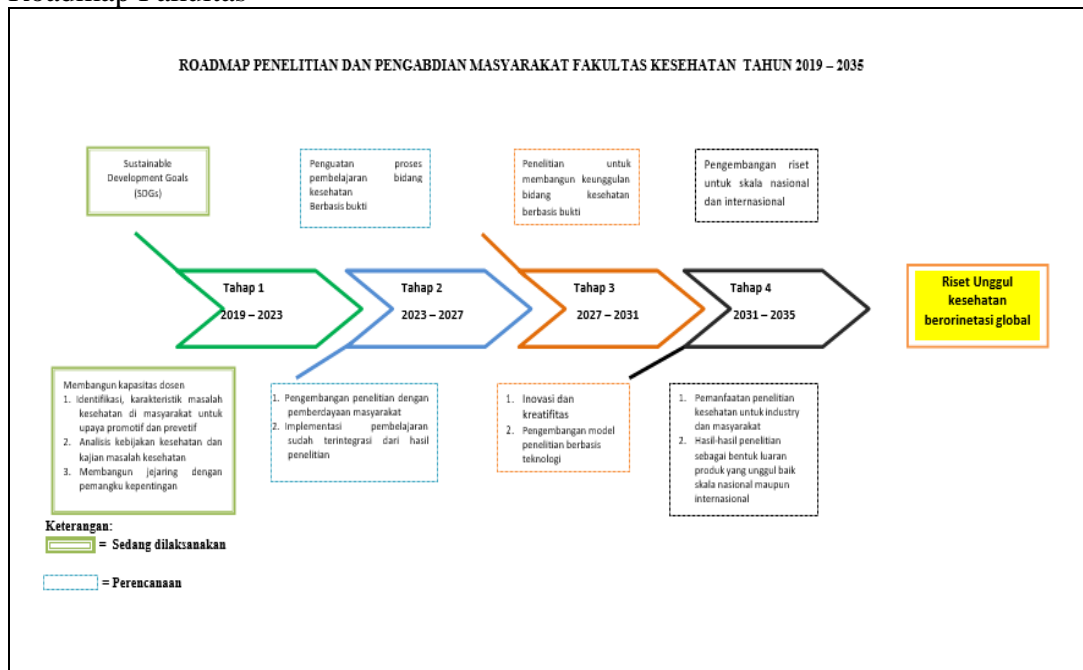 Roadmap Fakultas
ROADMAP PENELITIAN DAN PENGABDIAN MASYARAKAT FAKULTAS KESEHATAN TAHUN 2019 – 2035
Sustainable
Development Goals
(SDGs)
Penguatan proses
pembelajaran bidang
kesehatan
Berbasis bukti
Penelitian untuk
membangun keunggulan
bidang kesehatan
berbasis bukti
Pengembangan riset
untuk skala nasional
dan internasional
Tahap 1
2019 – 2023
Tahap 2
2023 – 2027
Tahap 3
2027 – 2031
Tahap 4
2031 – 2035
Riset Unggul
kesehatan
berorinetasi global
Membangun kapasitas dosen
1. Identifikasi, karakteristik masalah
kesehatan di masyarakat untuk
upaya promotif dan prevetif
2. Analisis kebijakan kesehatan dan
kajian masalah kesehatan
3. Membangun jejaring dengan
pemangku kepentingan
1. Pengembangan penelitian dengan
pemberdayaan masyarakat
2. Implementasi pembelajaran
sudah terintegrasi dari hasil
penelitian
1. Inovasi dan
kreatifitas
2. Pengembangan model
penelitian berbasis
teknologi
1. Pemanfaatan penelitian
kesehatan untuk industry
dan masyarakat
2. Hasil-hasil penelitian
sebagai bentuk luaran
produk yang unggul baik
skala nasional maupun
internasional
Keterangan:
= Sedang dilaksanakan
= Perencanaan